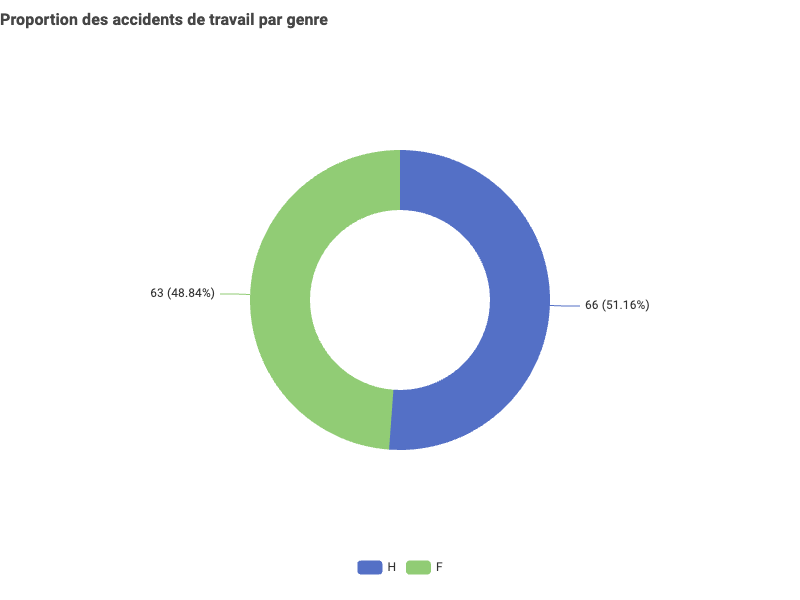 Proportion des accidents de travail par genre
63 (48.84%)
66 (51.16%)
H F